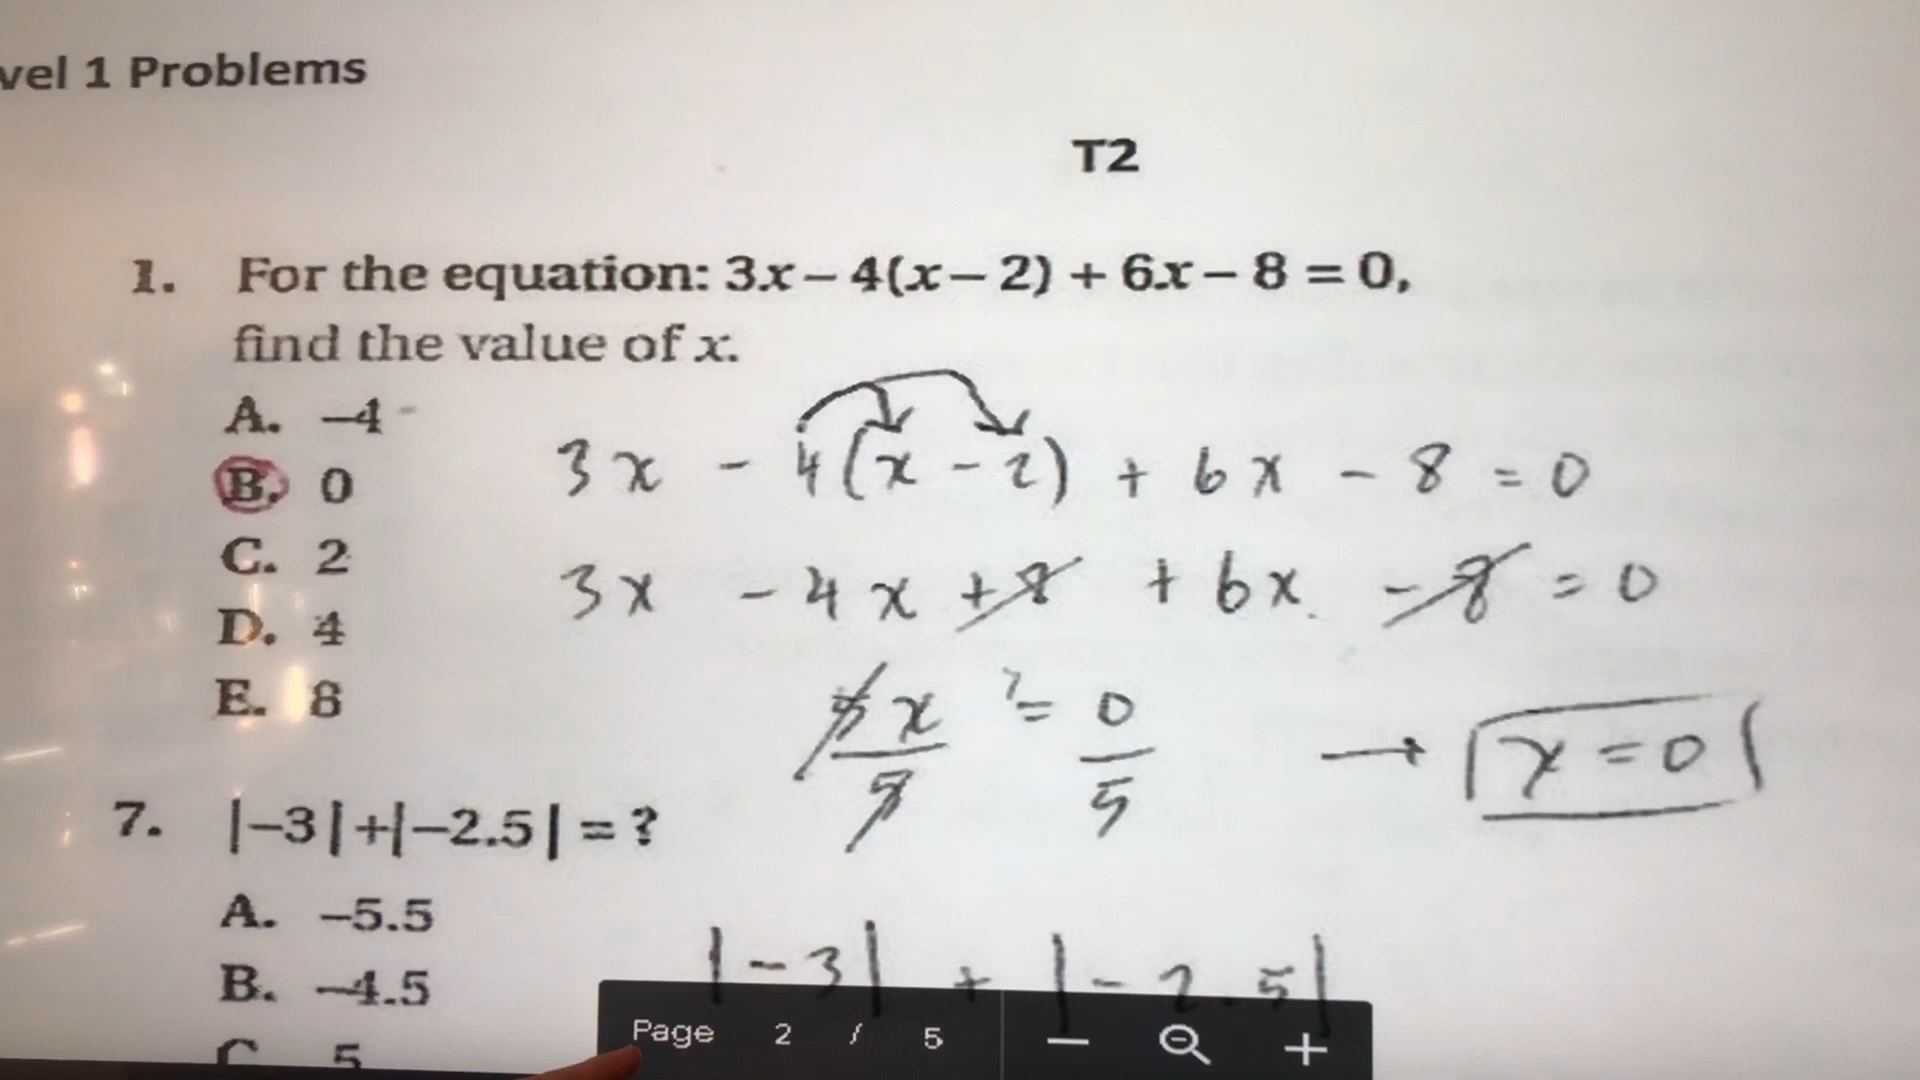 vel 1 Problems
T2
1. For the equation: 3x – 4(x – 2) + 6x – 8 = 0,
find the value of x.
A. –4
B. 0
C. 2
D. 4
E. 8
3x - 4(x - 2) + 6x - 8 = 0
3x - 4x + 8 + 6x - 8 = 0
5x = 0 → x = 0
5 5
7. |–3| + |–2.5| = ?
A. –5.5
B. –4.5
C. 5
|-3| + |-2.5|
Page 2 / 5 — +